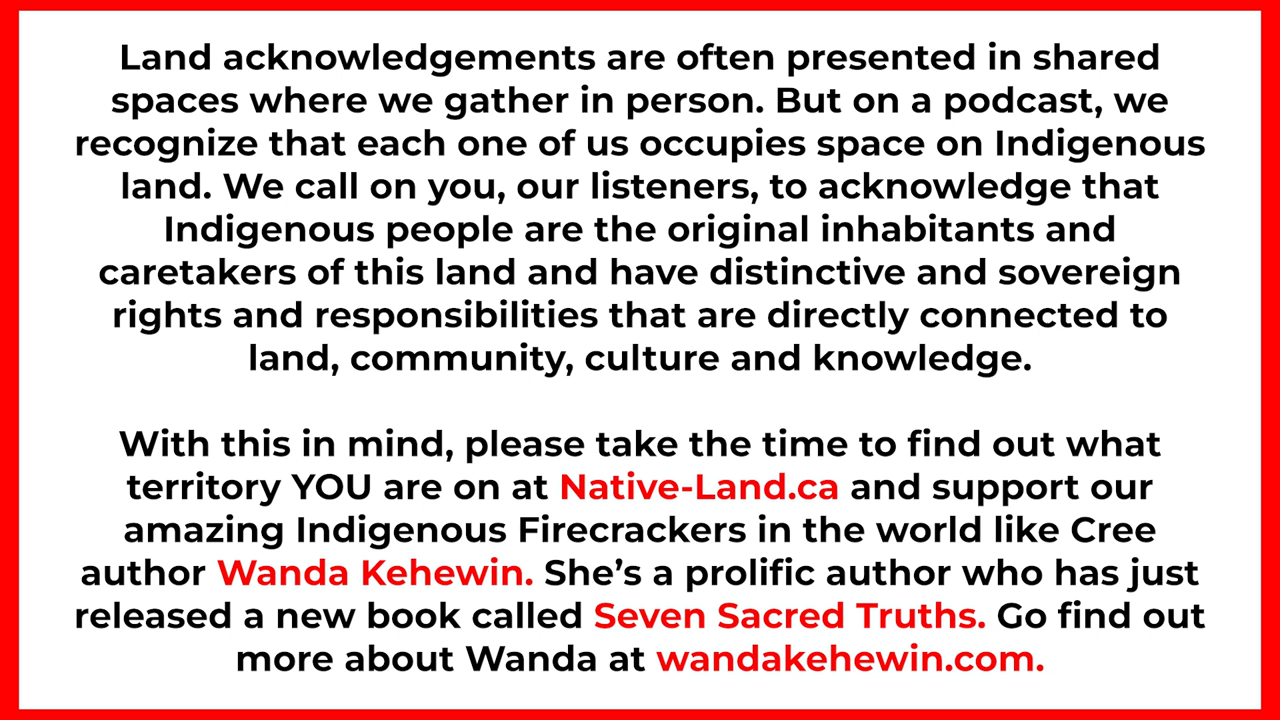 Land acknowledgements are often presented in shared
spaces where we gather in person. But on a podcast, we
recognize that each one of us occupies space on Indigenous
land. We call on you, our listeners, to acknowledge that
Indigenous people are the original inhabitants and
caretakers of this land and have distinctive and sovereign
rights and responsibilities that are directly connected to
land, community, culture and knowledge.
With this in mind, please take the time to find out what
territory YOU are on at Native-Land.ca and support our
amazing Indigenous Firecrackers in the world like Cree
author Wanda Kehewin. She’s a prolific author who has just
released a new book called Seven Sacred Truths. Go find out
more about Wanda at wandakehewin.com.